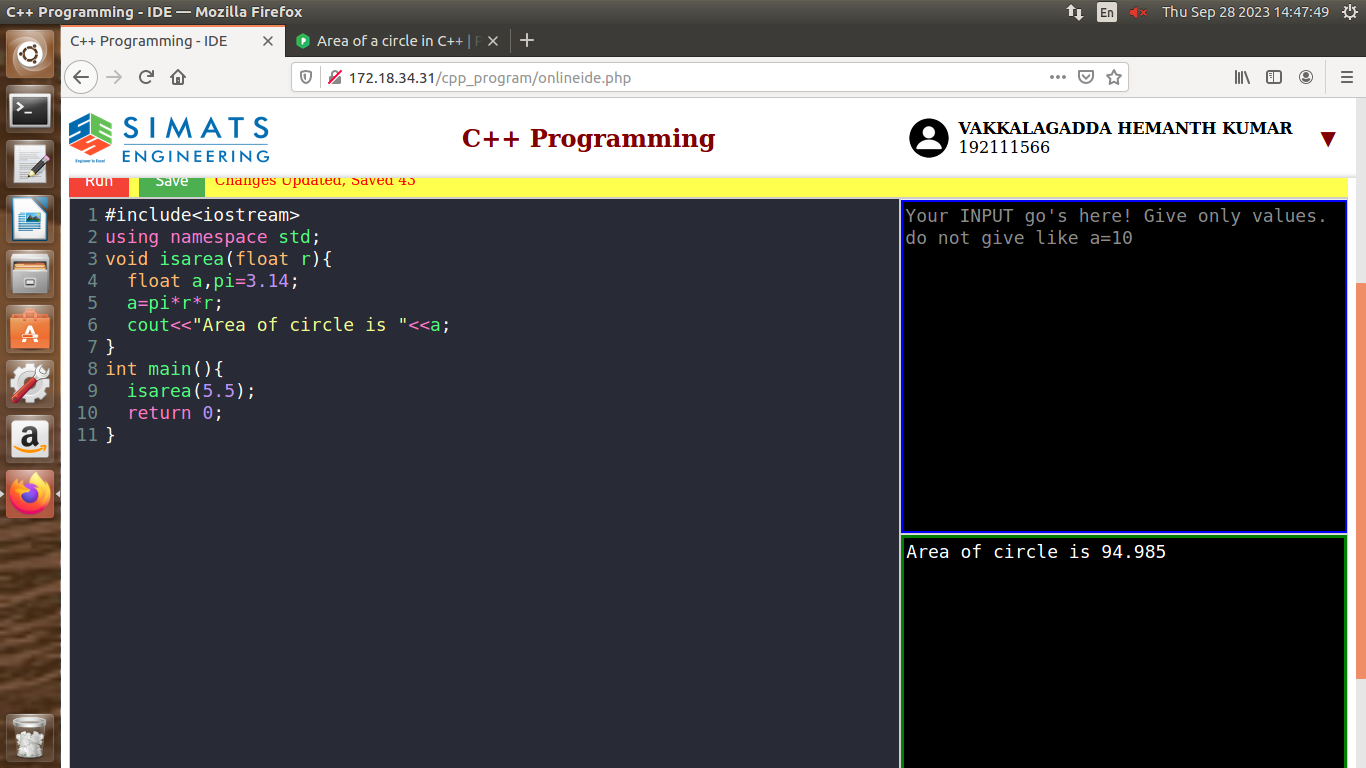 C++ Programming - IDE — Mozilla Firefox
En
Thu Sep 28 2023 14:47:49
C++ Programming - IDE
Area of a circle in C++ |
172.18.34.31/cpp_program/onlineide.php
SIMATS
ENGINEERING
Engineer to Excel
C++ Programming
VAKKALAGADDA HEMANTH KUMAR
192111566
Run
Save
Changes Updated, Saved 43
1 #include<iostream>
2 using namespace std;
3 void isarea(float r){
4   float a,pi=3.14;
5   a=pi*r*r;
6   cout<<"Area of circle is "<<a;
7 }
8 int main(){
9   isarea(5.5);
10   return 0;
11 }
Your INPUT go's here! Give only values.
do not give like a=10
Area of circle is 94.985